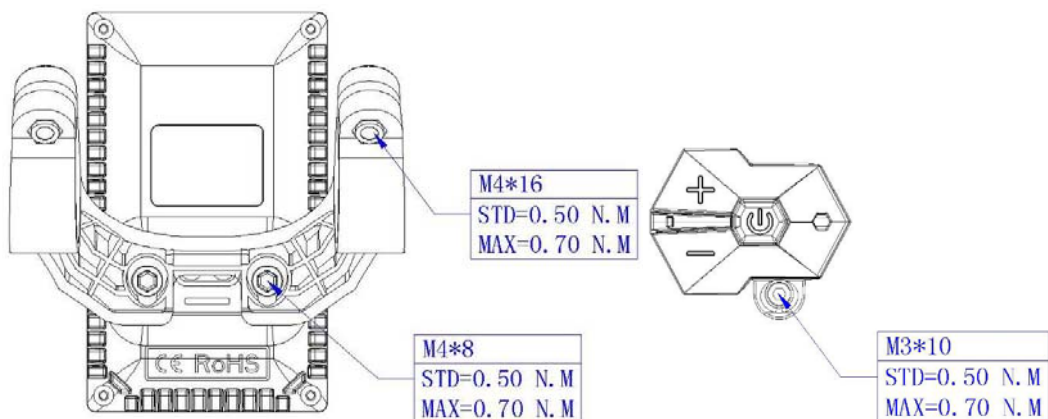 M4*16
STD=0.50 N.M
MAX=0.70 N.M
CE RoHS
M4*8
STD=0.50 N.M
MAX=0.70 N.M
M3*10
STD=0.50 N.M
MAX=0.70 N.M